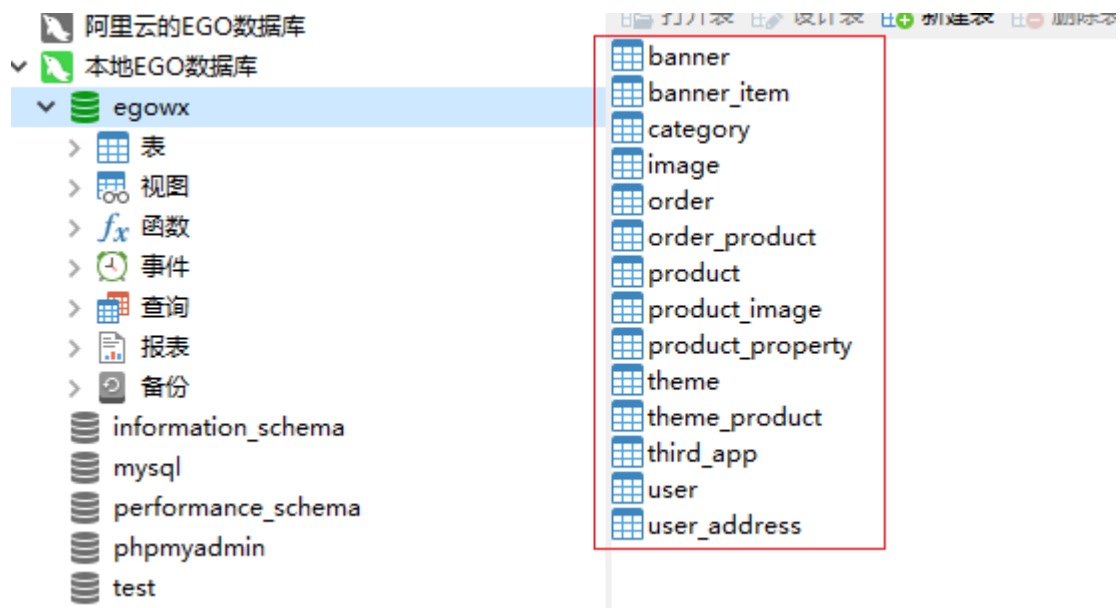 阿里云的EGO数据库
本地EGO数据库
egowx
表
视图
fx 函数
事件
查询
报表
备份
information_schema
mysql
performance_schema
phpmyadmin
test
打开表 设计表 新建表 删除表
banner
banner_item
category
image
order
order_product
product
product_image
product_property
theme
theme_product
third_app
user
user_address